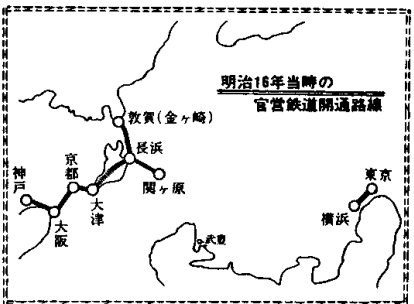 明治16年当時の
官営鉄道開通路線
敦賀(金ヶ崎)
長浜
関ヶ原
京都
神戸
大津
大阪
武豊
東京
横浜